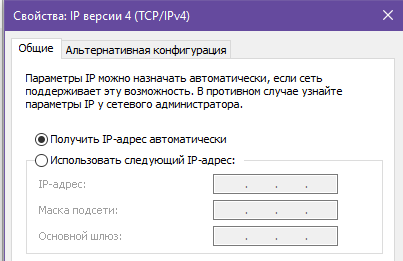 Свойства: IP версии 4 (TCP/IPv4)
Общие
Альтернативная конфигурация
Параметры IP можно назначать автоматически, если сеть
поддерживает эту возможность. В противном случае узнайте
параметры IP у сетевого администратора.
Получить IP-адрес автоматически
Использовать следующий IP-адрес:
IP-адрес:
Маска подсети:
Основной шлюз: